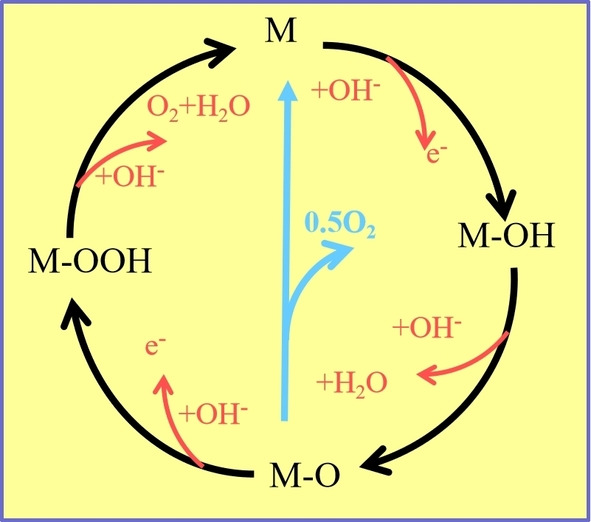 M
+OH⁻
e⁻
O₂+H₂O
+OH⁻
0.5O₂
M-OH
M-OOH
+OH⁻
+H₂O
e⁻
+OH⁻
M-O